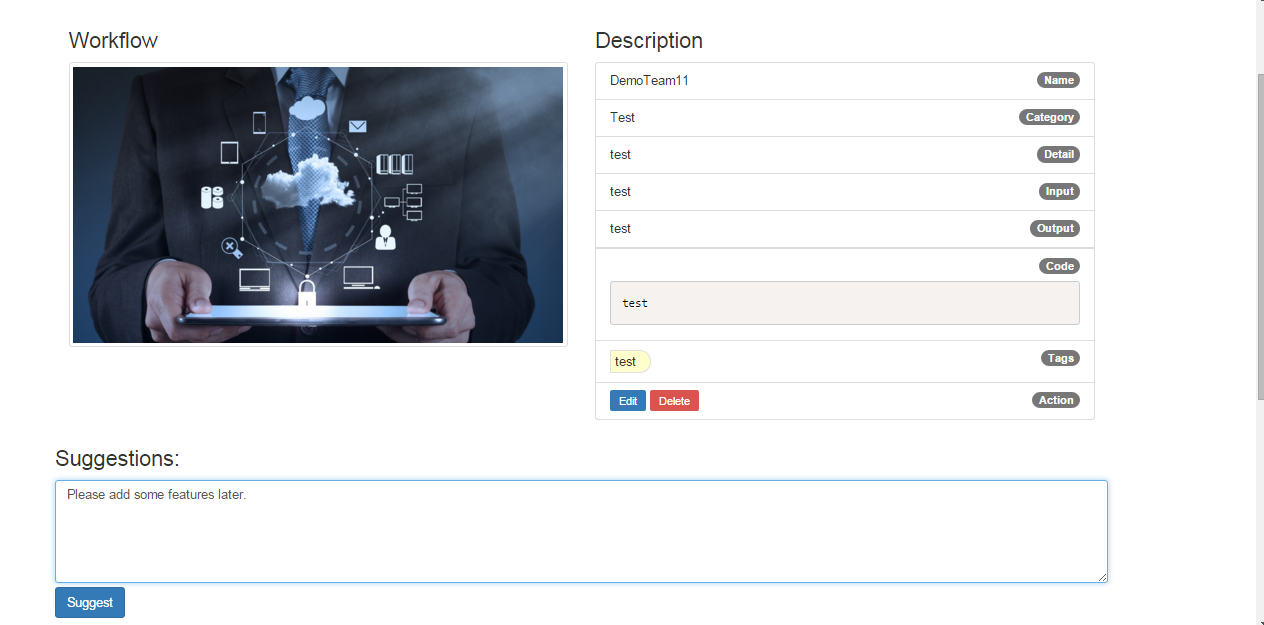 Workflow
Description
DemoTeam11 Name
Test Category
test Detail
test Input
test Output
Code
test
test Tags
Edit Delete Action
Suggestions:
Please add some features later.
Suggest